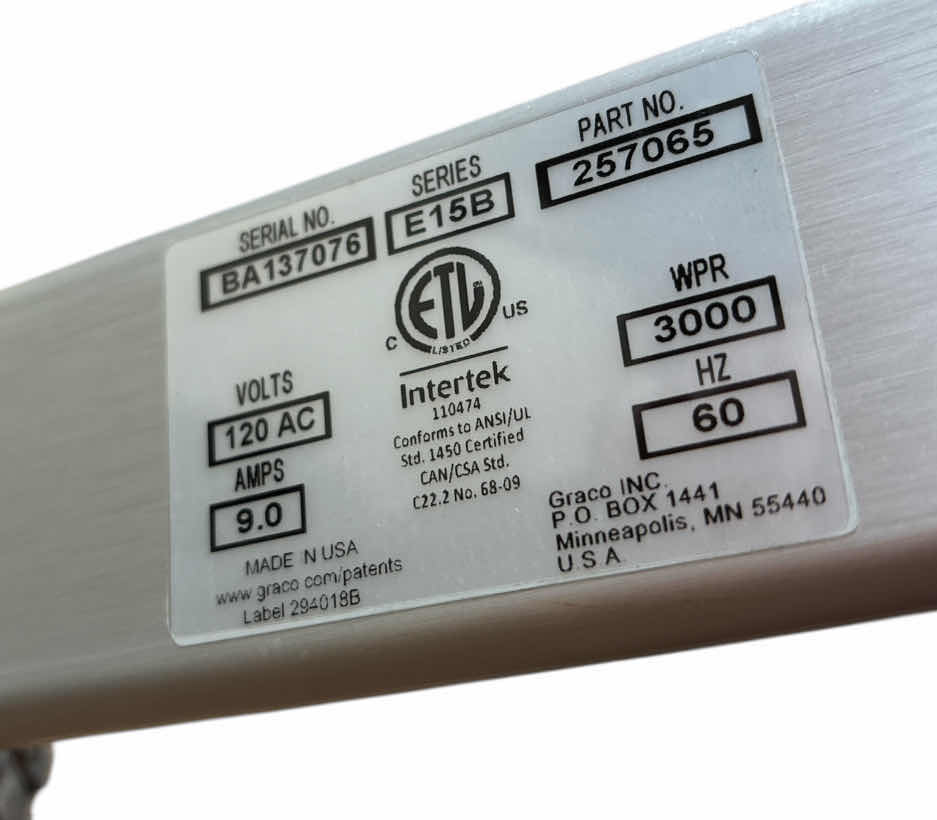 SERIAL NO.
BA137076
SERIES
E15B
PART NO.
257065
ETL
LISTED
C US
Intertek
110474
Conforms to ANSI/UL
Std. 1450 Certified
CAN/CSA Std.
C22.2 No. 68-09
VOLTS
120 AC
AMPS
9.0
MADE IN USA
www.graco.com/patents
Label 294018B
WPR
3000
HZ
60
Graco INC.
P.O. BOX 1441
Minneapolis, MN 55440
U.S.A.